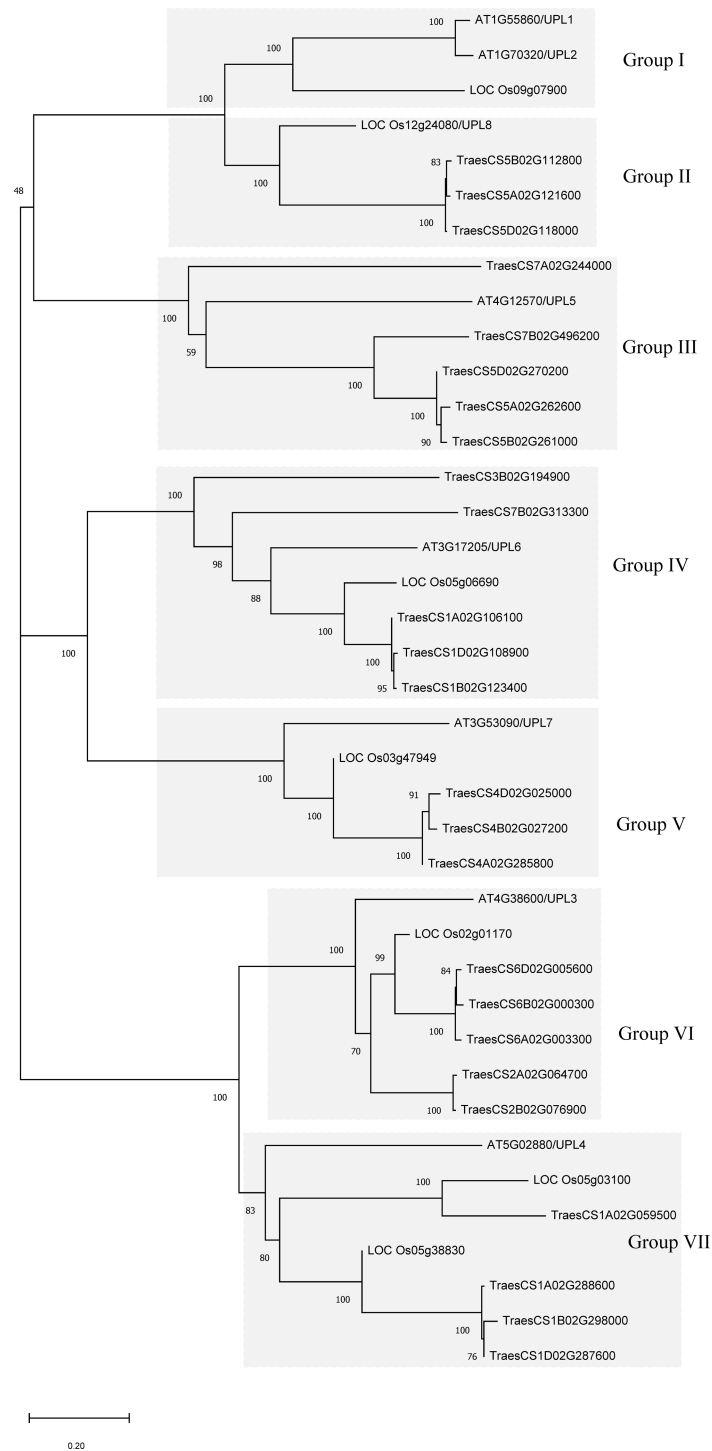 AT1G55860/UPL1
100
100
AT1G70320/UPL2
Group I
LOC Os09g07900
100
LOC Os12g24080/UPL8
83
TraesCS5B02G112800
Group II
100
TraesCS5A02G121600
48
100
TraesCS5D02G118000
TraesCS7A02G244000
100
AT4G12570/UPL5
TraesCS7B02G496200
Group III
59
TraesCS5D02G270200
100
TraesCS5A02G262600
100
90
TraesCS5B02G261000
TraesCS3B02G194900
100
TraesCS7B02G313300
AT3G17205/UPL6
98
Group IV
LOC Os05g06690
88
TraesCS1A02G106100
100
TraesCS1D02G108900
100
100
95
TraesCS1B02G123400
AT3G53090/UPL7
LOC Os03g47949
100
91
TraesCS4D02G025000
100
TraesCS4B02G027200
Group V
100
TraesCS4A02G285800
AT4G38600/UPL3
100
LOC Os02g01170
99
84
TraesCS6D02G005600
TraesCS6B02G000300
100
TraesCS6A02G003300
Group VI
70
TraesCS2A02G064700
100
100
TraesCS2B02G076900
AT5G02880/UPL4
100
LOC Os05g03100
83
TraesCS1A02G059500
Group VII
80
LOC Os05g38830
TraesCS1A02G288600
100
TraesCS1B02G298000
100
76
TraesCS1D02G287600
0.20